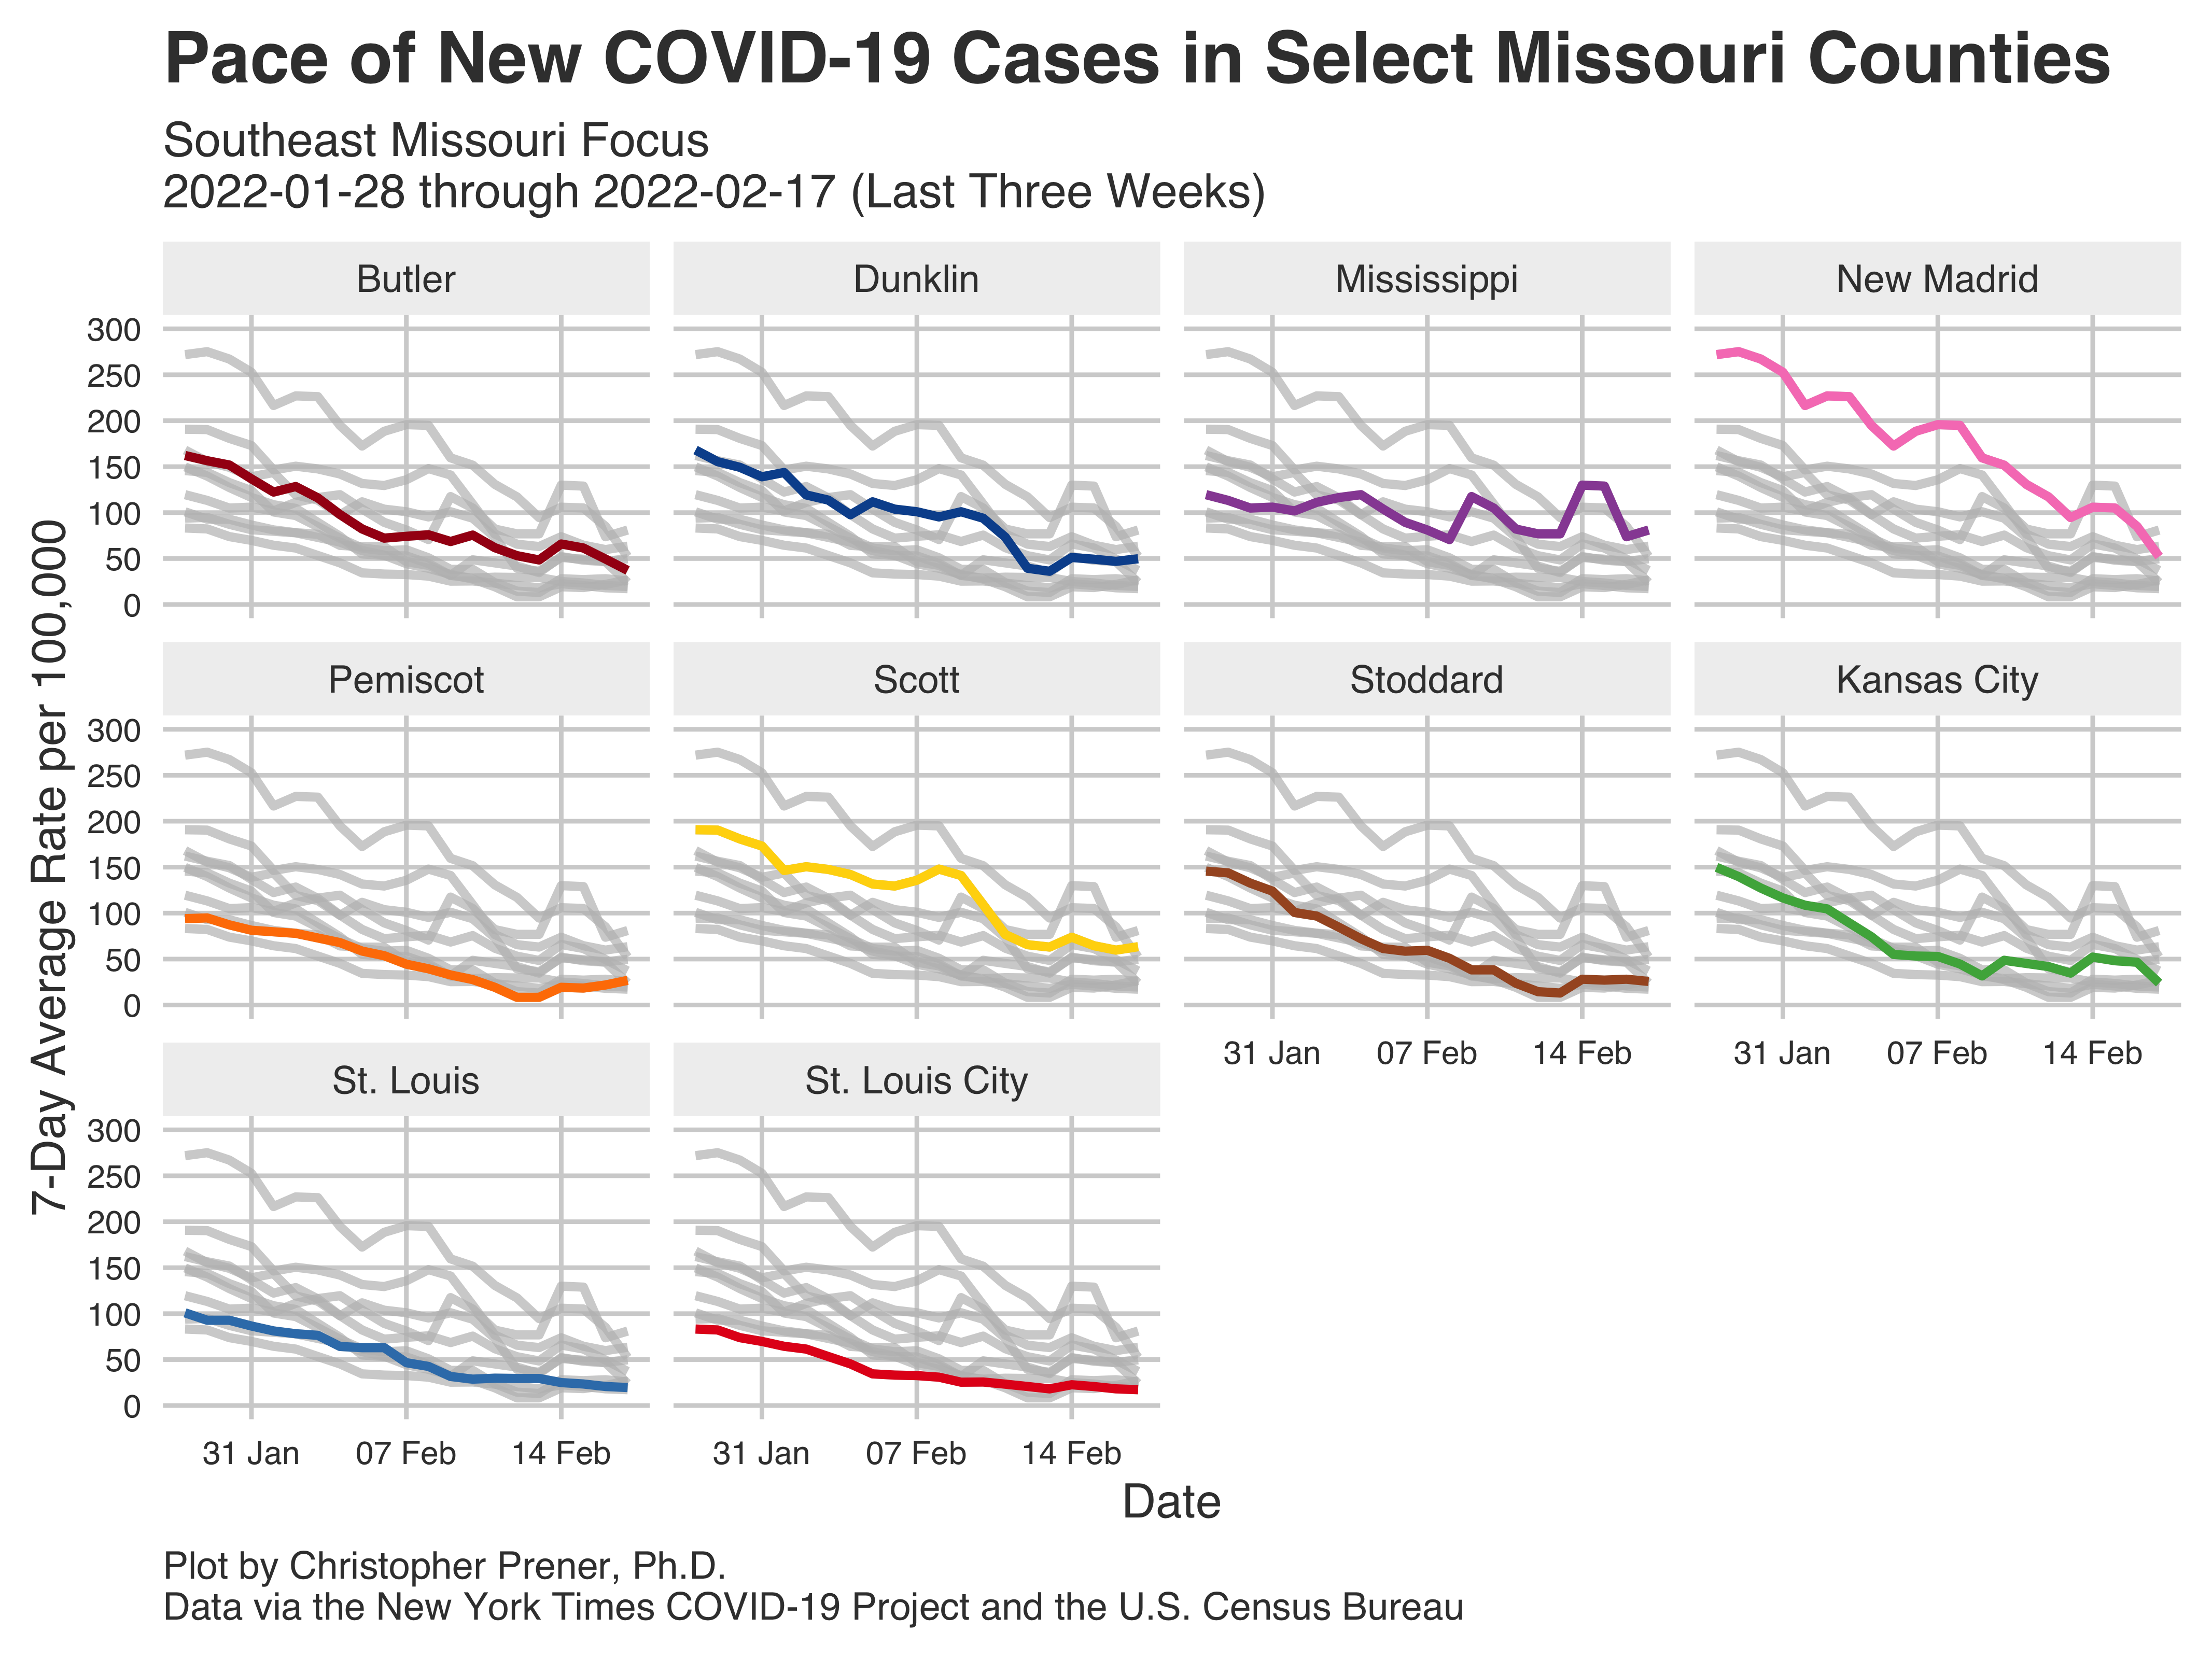 Pace of New COVID-19 Cases in Select Missouri Counties
Southeast Missouri Focus
2022-01-28 through 2022-02-17 (Last Three Weeks)
7-Day Average Rate per 100,000
Butler
Dunklin
Mississippi
New Madrid
300
250
200
150
100
50
0
Pemiscot
Scott
Stoddard
Kansas City
300
250
200
150
100
50
0
31 Jan 07 Feb 14 Feb
31 Jan 07 Feb 14 Feb
St. Louis
St. Louis City
300
250
200
150
100
50
0
31 Jan 07 Feb 14 Feb
31 Jan 07 Feb 14 Feb
Date
Plot by Christopher Prener, Ph.D.
Data via the New York Times COVID-19 Project and the U.S. Census Bureau